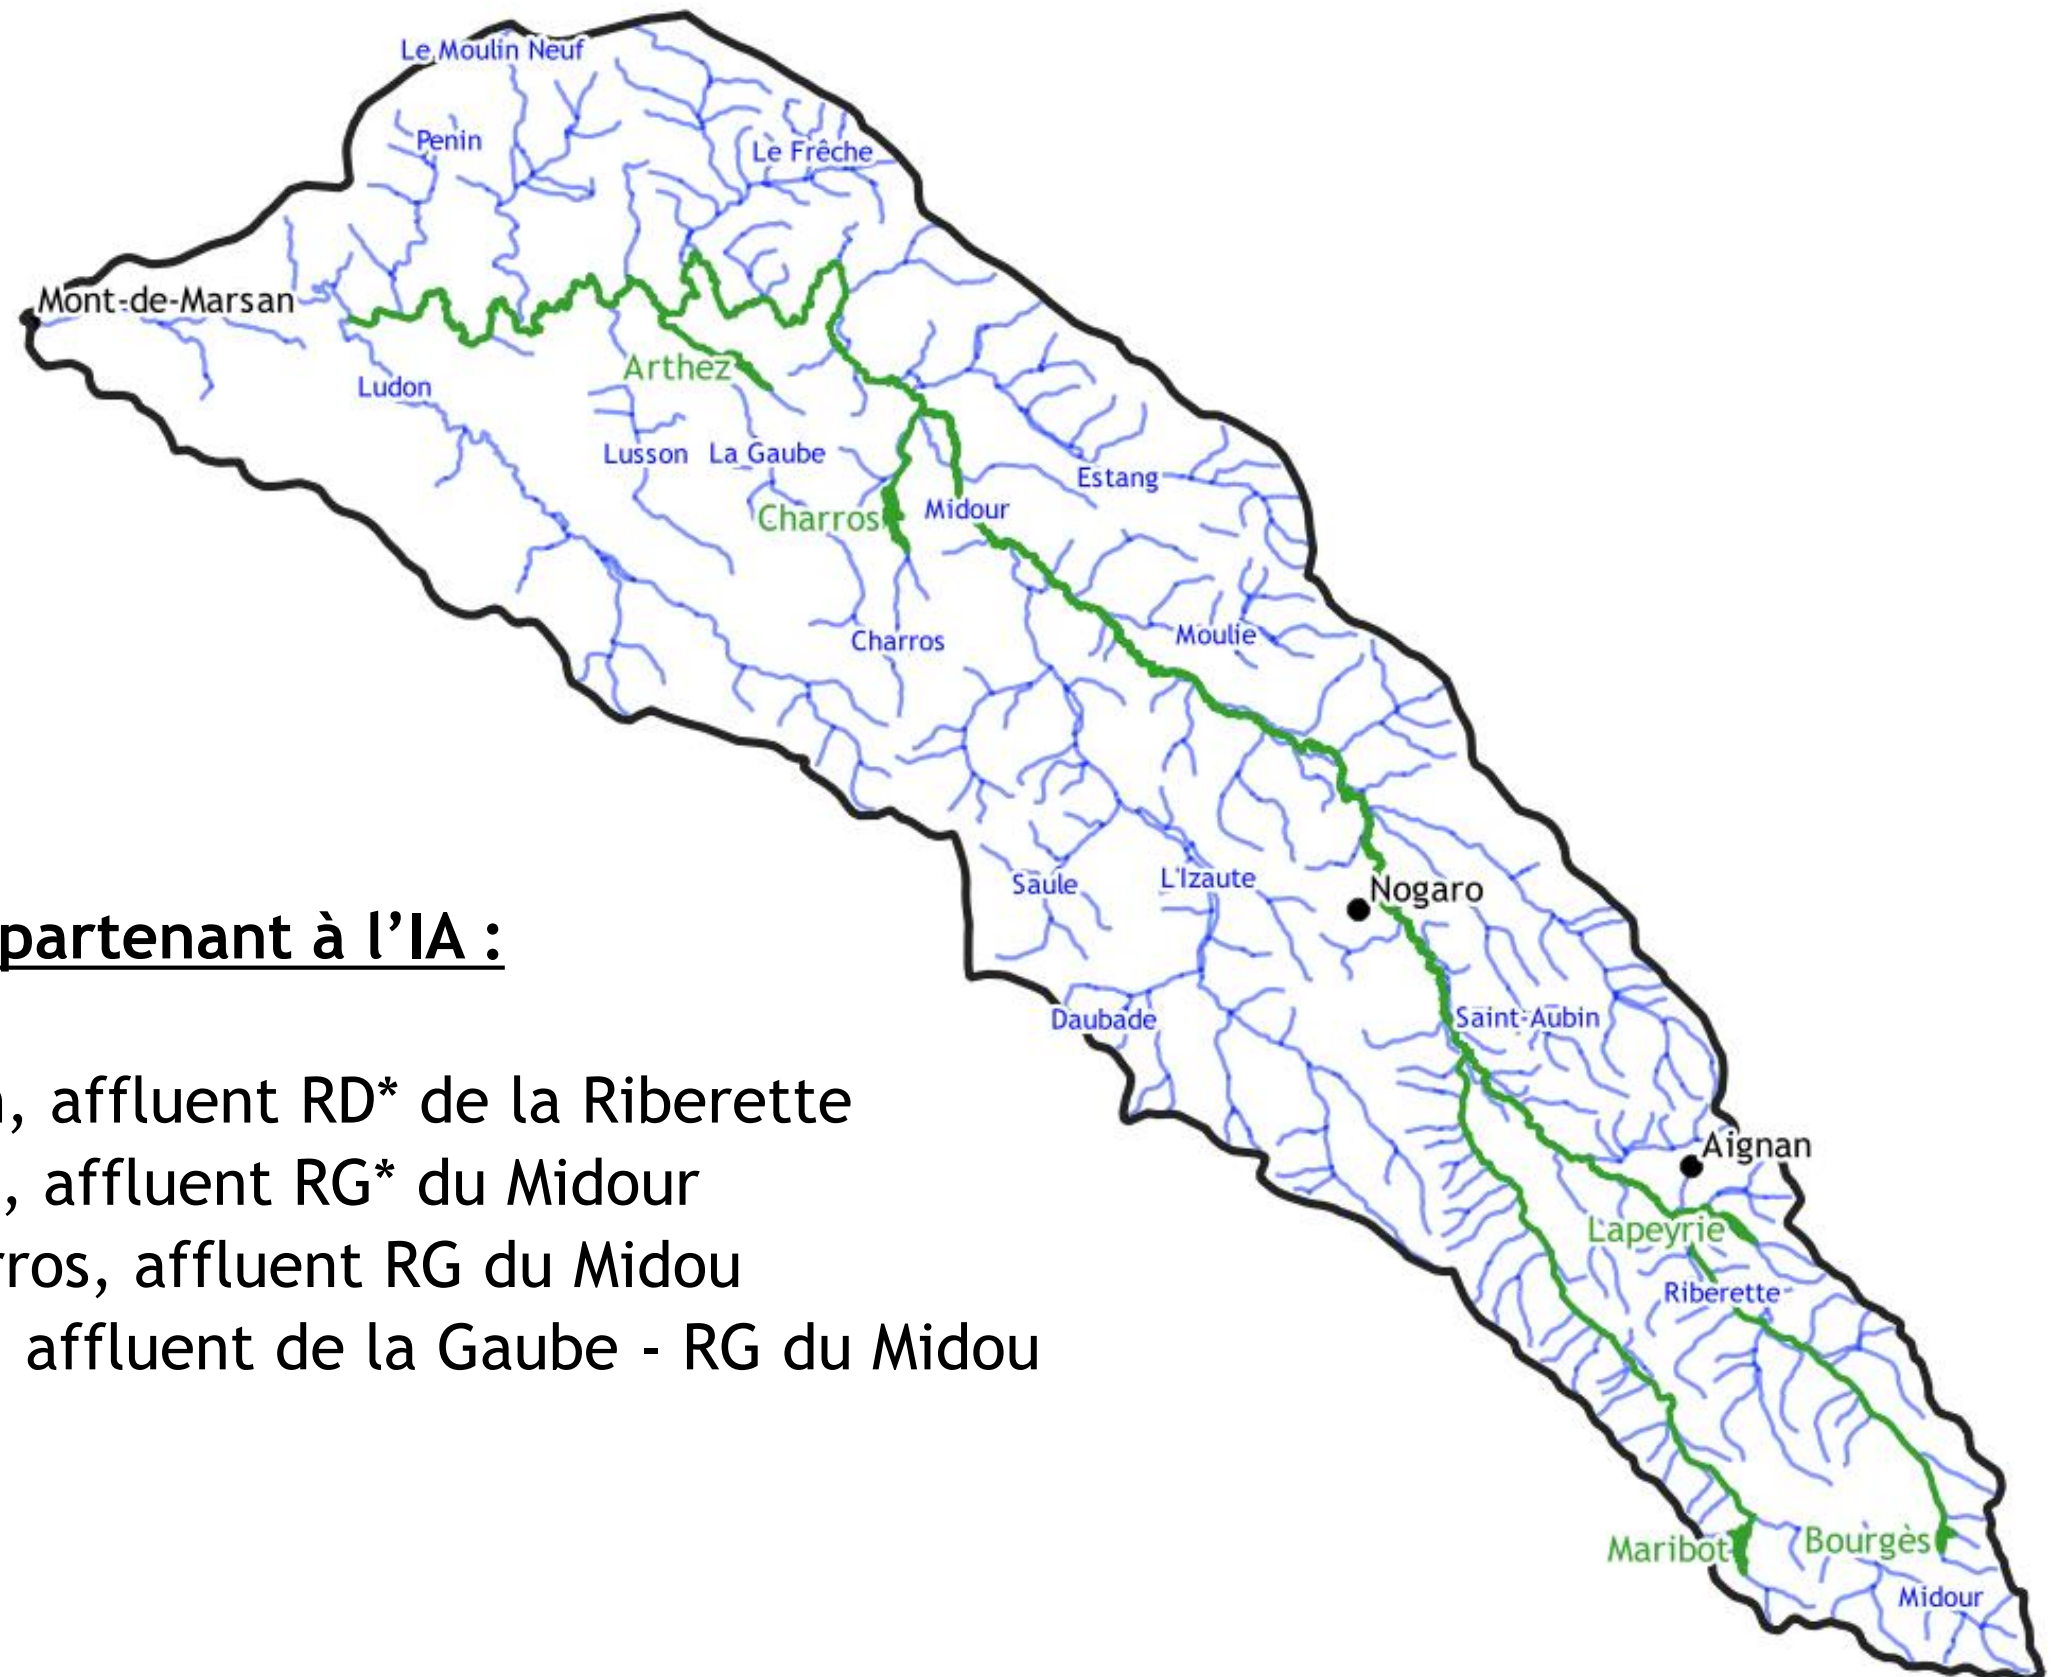 Le Moulin Neuf
Penin
Le Frêche
Mont-de-Marsan
Arthez
Ludon
Lusson
La Gaube
Estang
Charros
Midour
Charros
Moulie
Saule
L'Izaute
Nogaro
partenant à l’IA :
Daubade
Saint-Aubin
, affluent RD* de la Riberette
Aignan
, affluent RG* du Midour
Lapeyrie
rros, affluent RG du Midou
Riberette
affluent de la Gaube - RG du Midou
Maribot
Bourgès
Midour